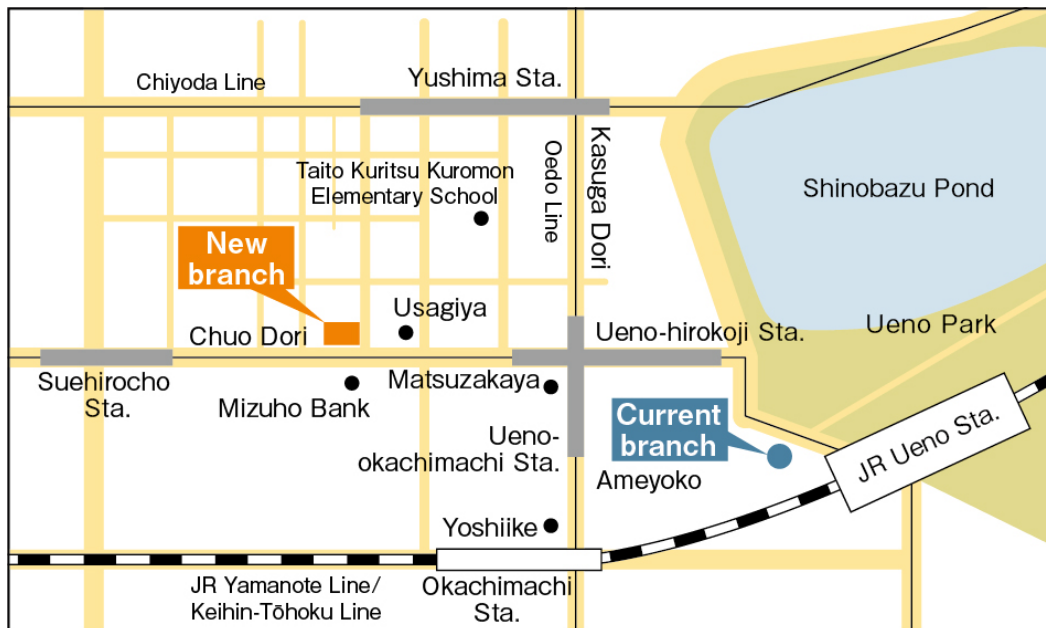 Chiyoda Line
Yushima Sta.
Oedo Line
Kasuga Dori
Taito Kuritsu Kuromon
Elementary School
Shinobazu Pond
New
branch
Usagiya
Chuo Dori
Ueno-hirokoji Sta.
Ueno Park
Suehirocho
Sta.
Mizuho Bank
Matsuzakaya
Current
branch
Ueno-
okachimachi Sta.
Ameyoko
JR Ueno Sta.
Yoshiike
JR Yamanote Line/
Keihin-Tōhoku Line
Okachimachi
Sta.